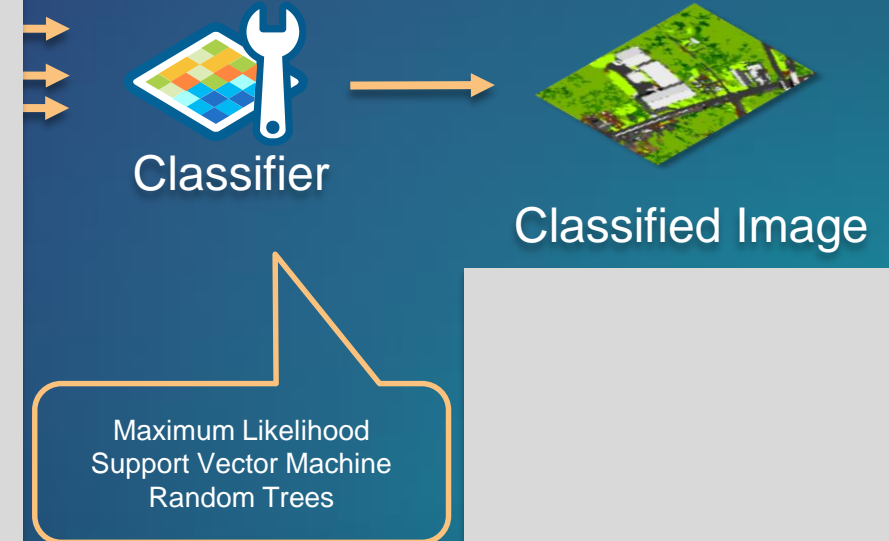 Classifier
Classified Image
Maximum Likelihood
Support Vector Machine
Random Trees